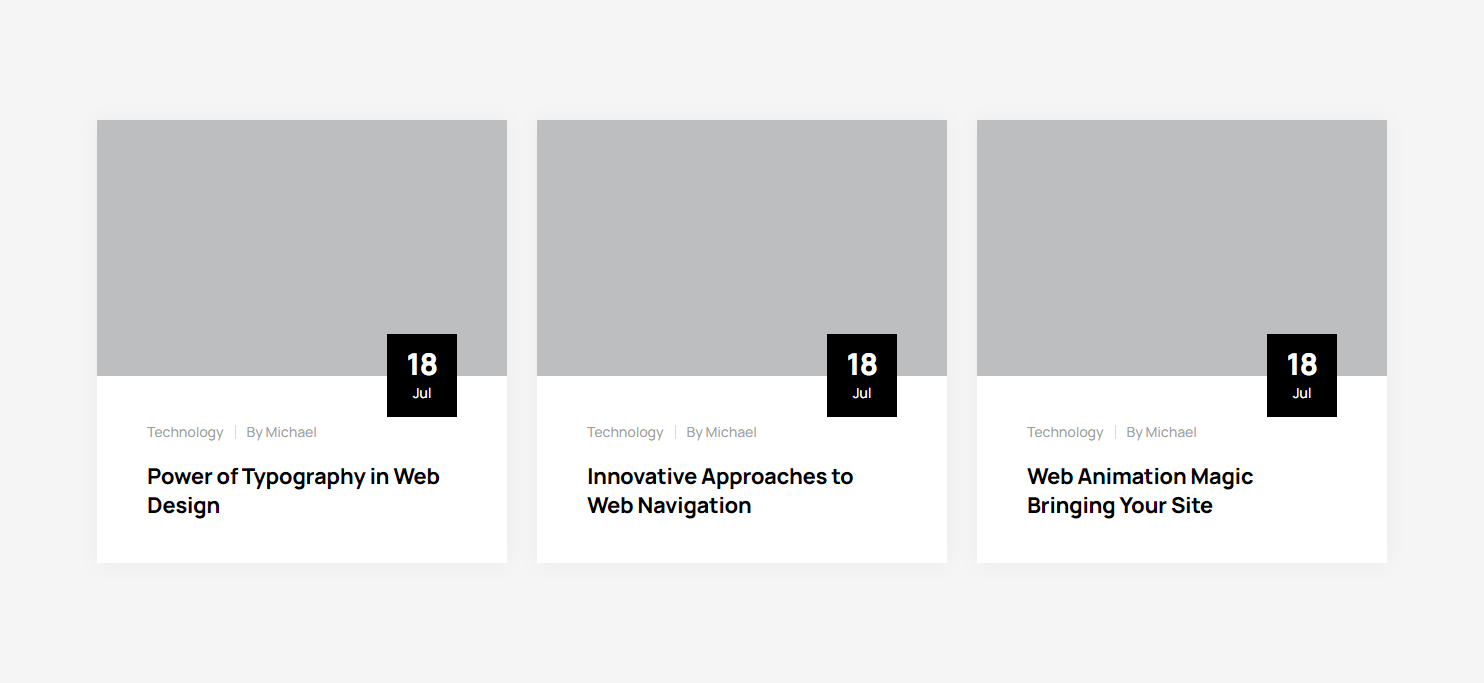 18
Jul
Technology
By Michael
Power of Typography in Web
Design
18
Jul
Technology
By Michael
Innovative Approaches to
Web Navigation
18
Jul
Technology
By Michael
Web Animation Magic
Bringing Your Site